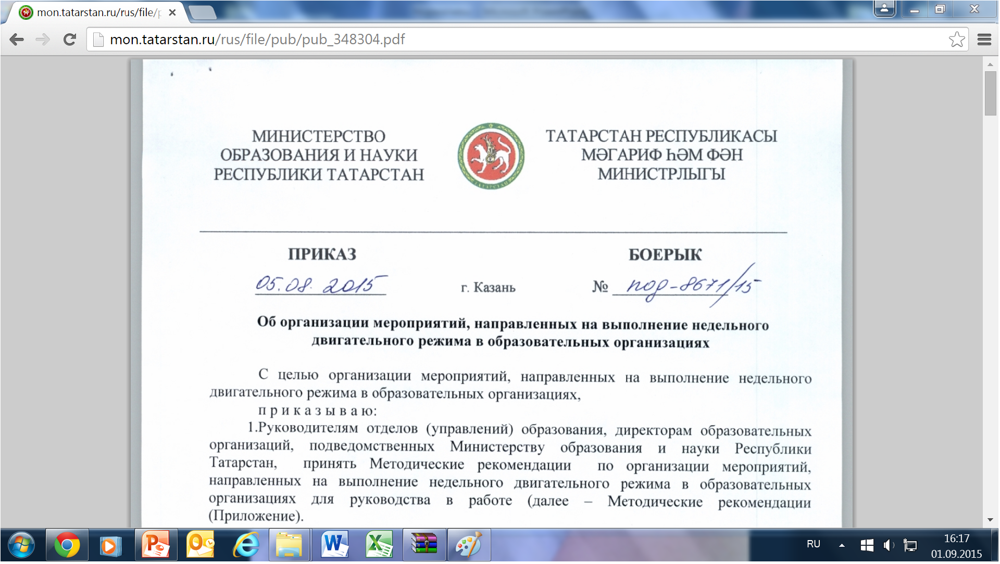 mon.tatarstan.ru/rus/file/p
mon.tatarstan.ru/rus/file/pub/pub_348304.pdf
МИНИСТЕРСТВО
ОБРАЗОВАНИЯ И НАУКИ
РЕСПУБЛИКИ ТАТАРСТАН
ТАТАРСТАН
ТАТАРСТАН РЕСПУБЛИКАСЫ
МӘГАРИФ ҺӘМ ФӘН
МИНИСТРЛЫГЫ
ПРИКАЗ
БОЕРЫК
05.08.2015
г. Казань
№ под-8671/15
Об организации мероприятий, направленных на выполнение недельного
двигательного режима в образовательных организациях
С целью организации мероприятий, направленных на выполнение недельного
двигательного режима в образовательных организациях,
п р и к а з ы в а ю:
1.Руководителям отделов (управлений) образования, директорам образовательных
организаций, подведомственных Министерству образования и науки Республики
Татарстан, принять Методические рекомендации по организации мероприятий,
направленных на выполнение недельного двигательного режима в образовательных
организациях для руководства в работе (далее – Методические рекомендации
(Приложение).
RU
16:17
01.09.2015